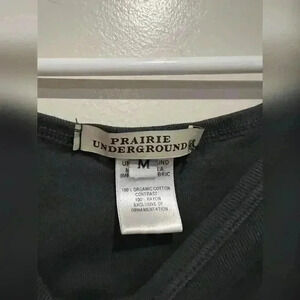 PRAIRIE
UNDERGROUND
M
100% ORGANIC COTTON
CONTRAST
100% RAYON
EXCLUSIVE OF
ORNAMENTATION